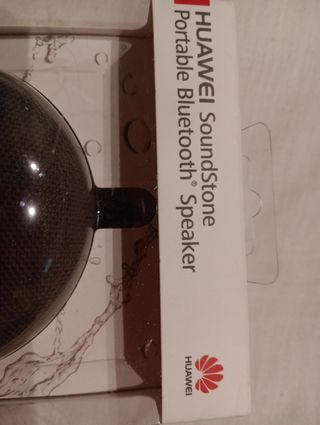 HUAWEI SoundStone
Portable Bluetooth® Speaker
HUAWEI